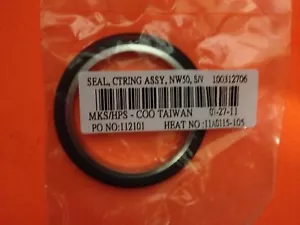 SEAL, CTRING ASSY, NW50, S/V 100312706
MKS/HPS - COO TAIWAN 07-27-11
PO NO:112101 HEAT NO:11A0115-105